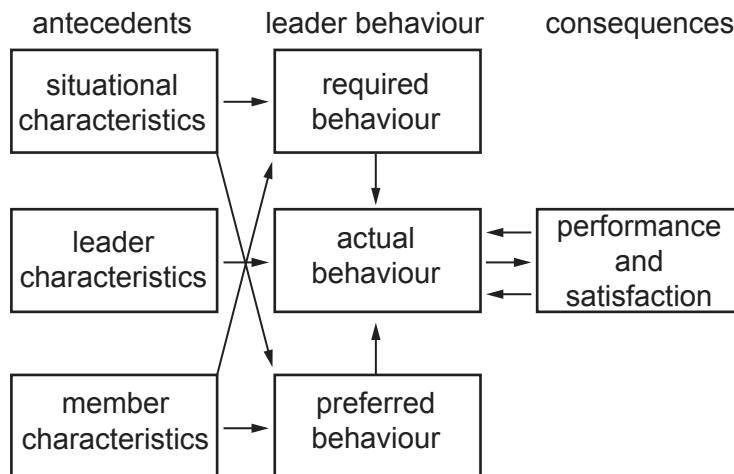 antecedents
leader behaviour
consequences
situational
characteristics
required
behaviour
leader
characteristics
actual
behaviour
performance
and
satisfaction
member
characteristics
preferred
behaviour